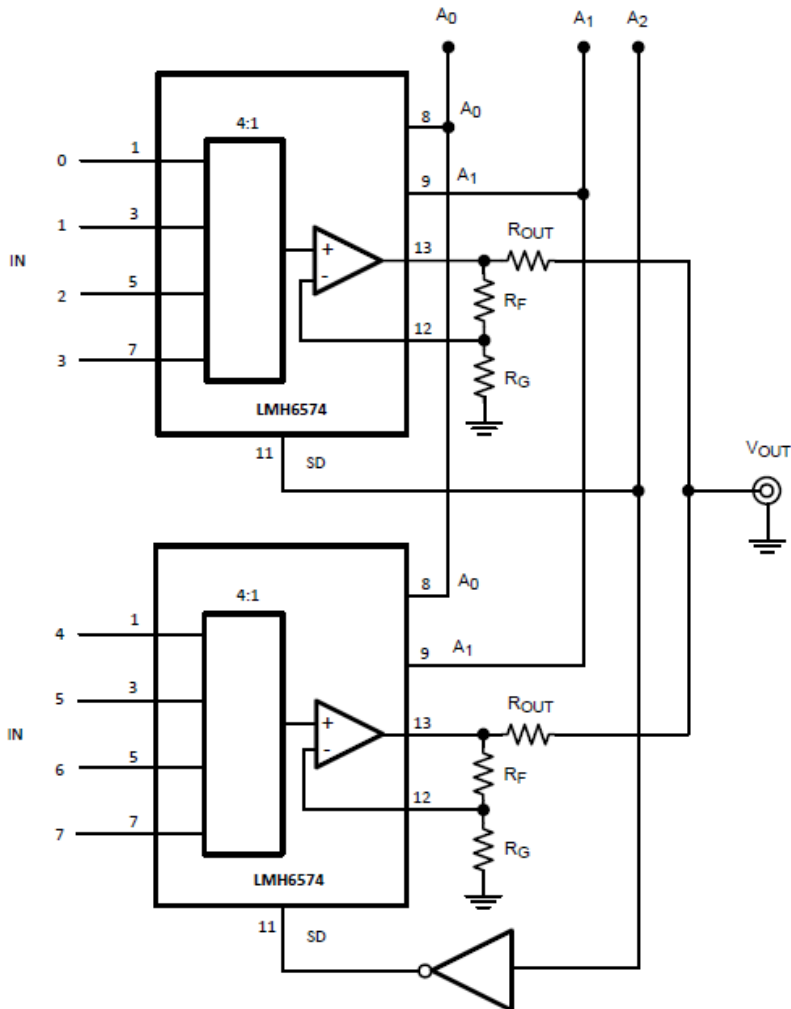 A0 A1 A2
8 A0
4:1
0 1
9 A1
1 3
13 ROUT
+
IN
-
2 5
RF
12
3 7
RG
LMH6574
11 SD
VOUT
8 A0
4:1
4 1
9 A1
5 3
13 ROUT
+
IN
-
6 5
RF
12
7 7
RG
LMH6574
11 SD